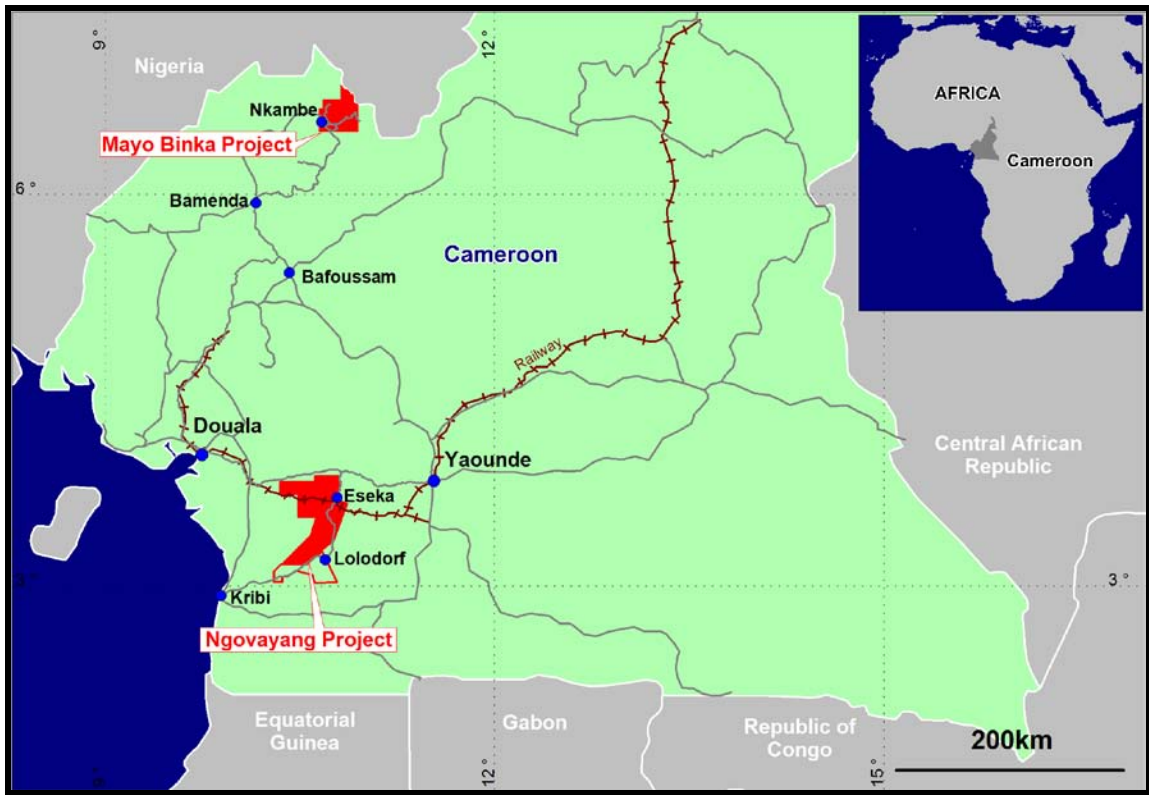 9°
12°
Nigeria
AFRICA
Nkambe
Mayo Binka Project
Cameroon
6°
Bamenda
Cameroon
Bafoussam
Railway
Douala
Central African
Republic
Yaounde
Eseka
Lolodorf
3°
3°
Kribi
Ngovayang Project
Equatorial
Guinea
Gabon
Republic of
Congo
200km
9°
12°
15°